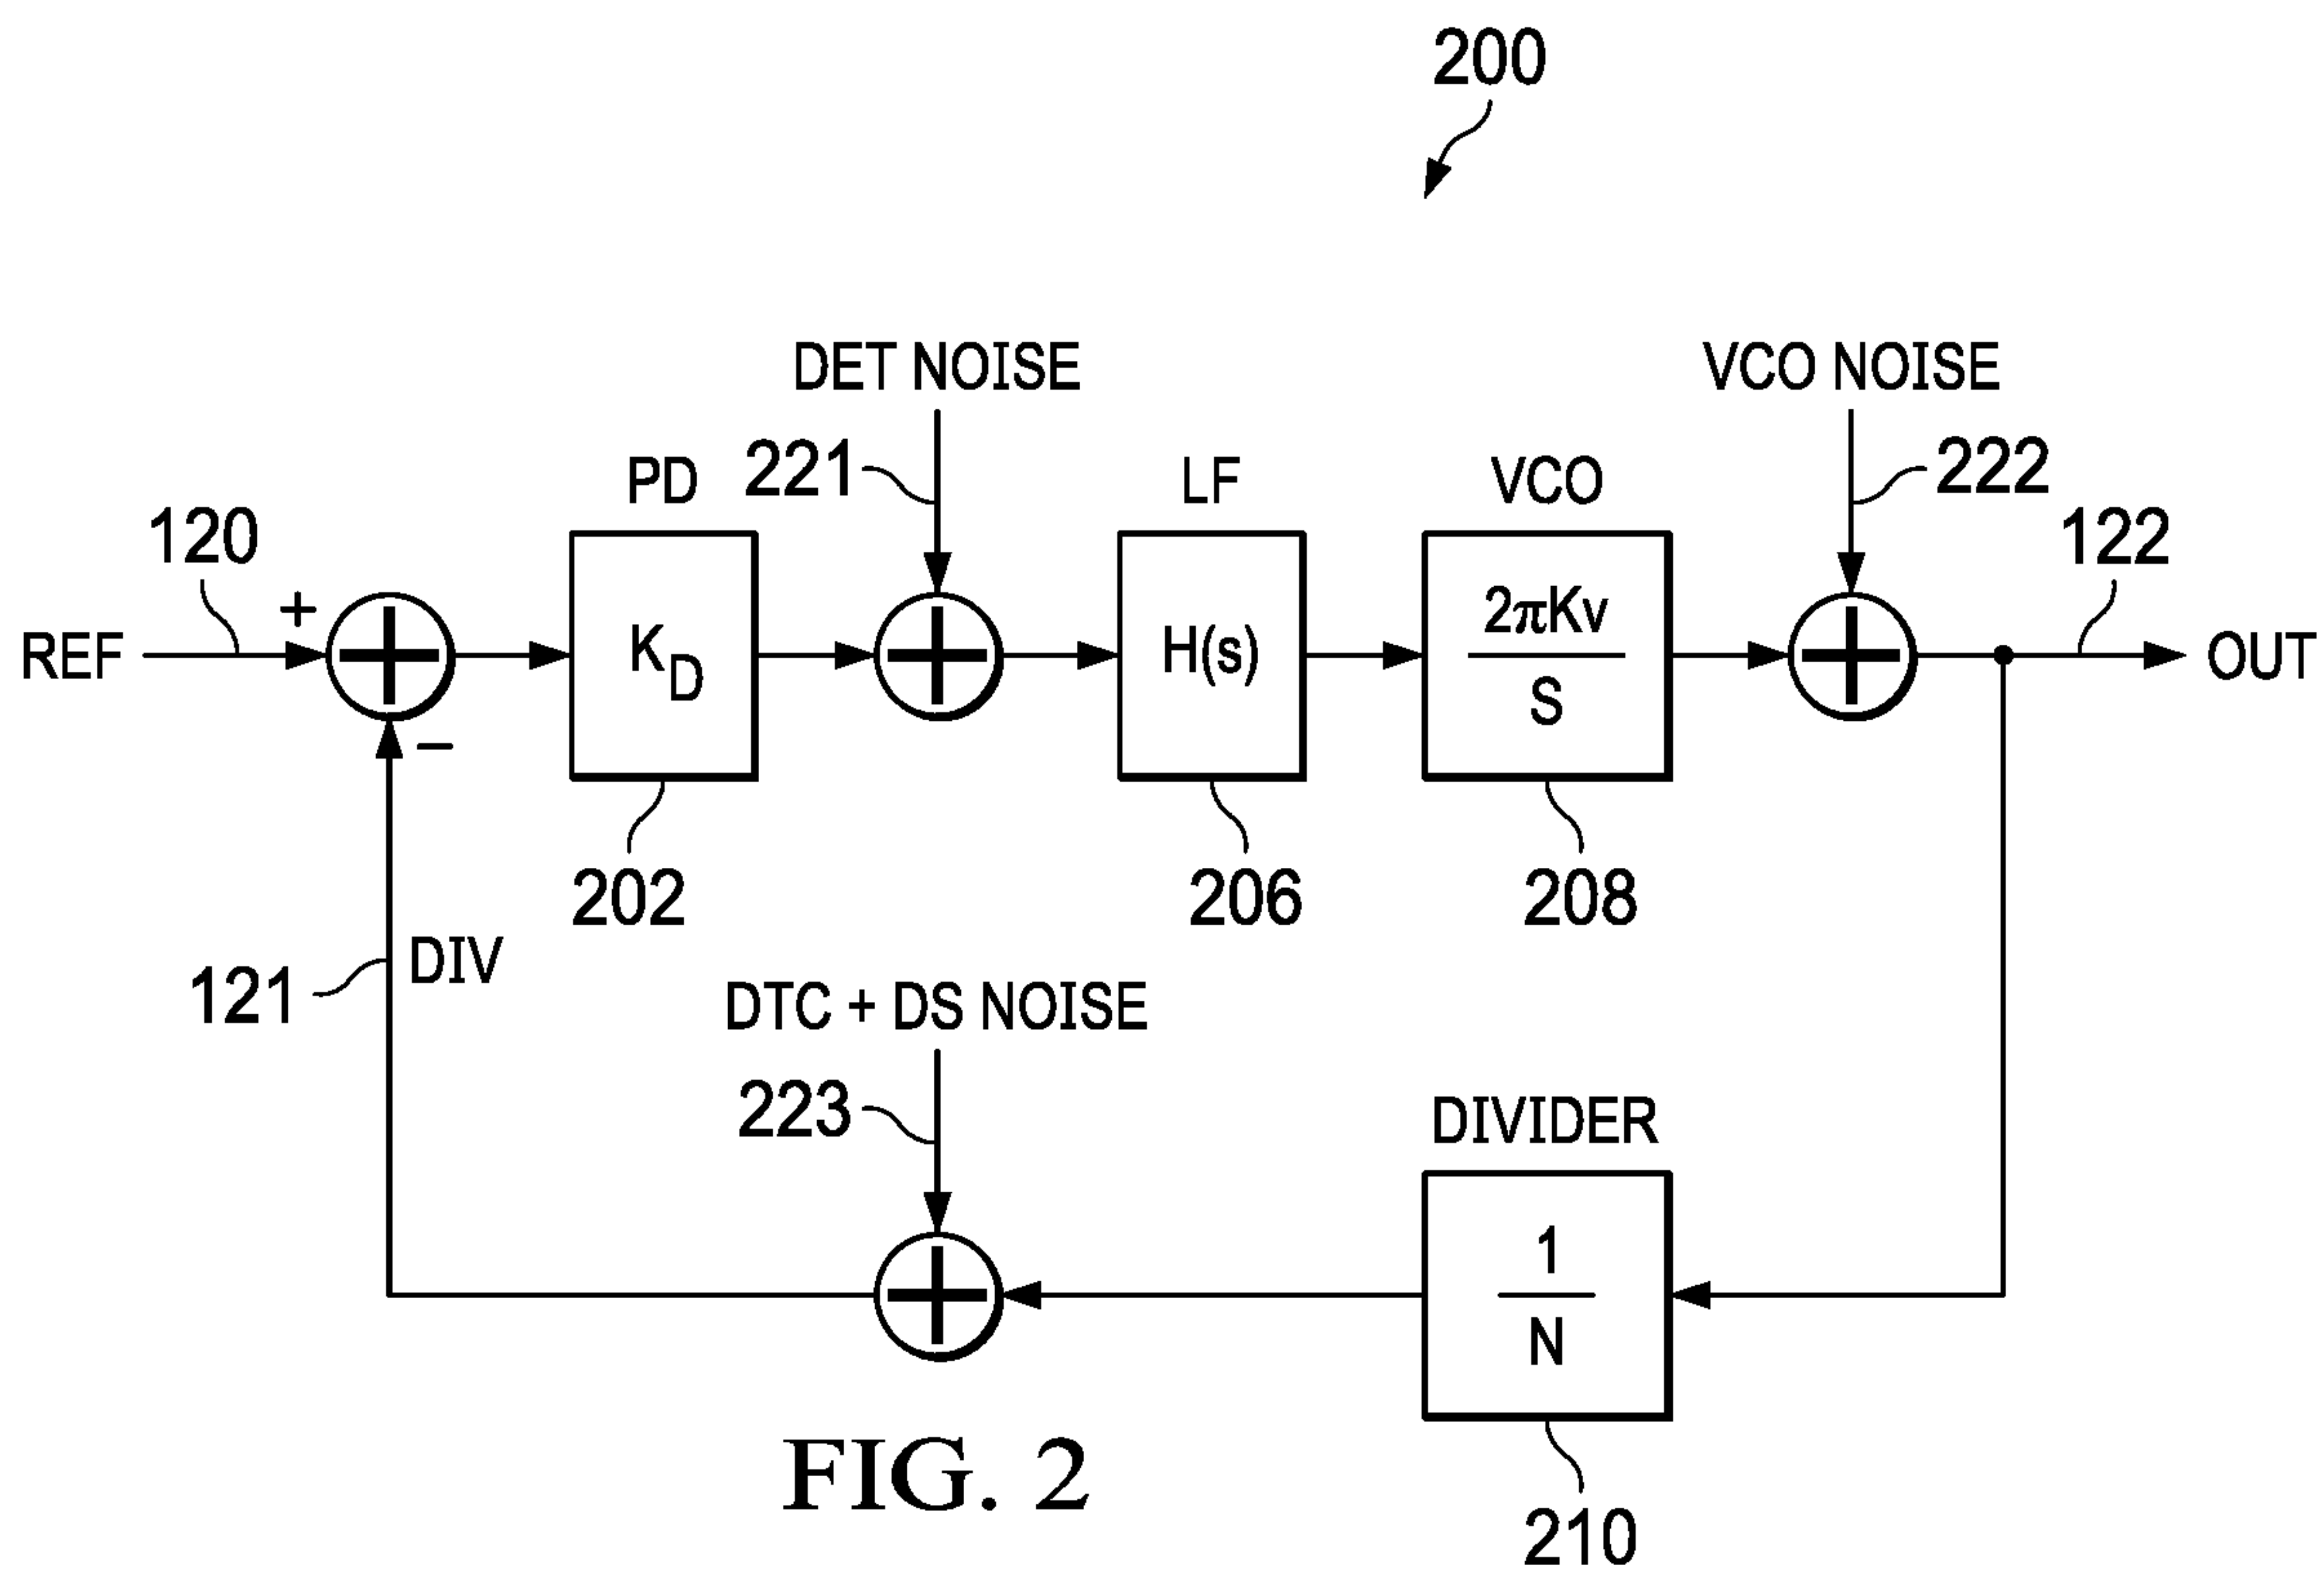 200
DET NOISE
VCO NOISE
221
222
PD
LF
VCO
120
122
REF
+
K_D
H(s)
2πKv
S
OUT
−
202
206
208
121
DIV
DTC + DS NOISE
223
DIVIDER
1
N
210
FIG. 2